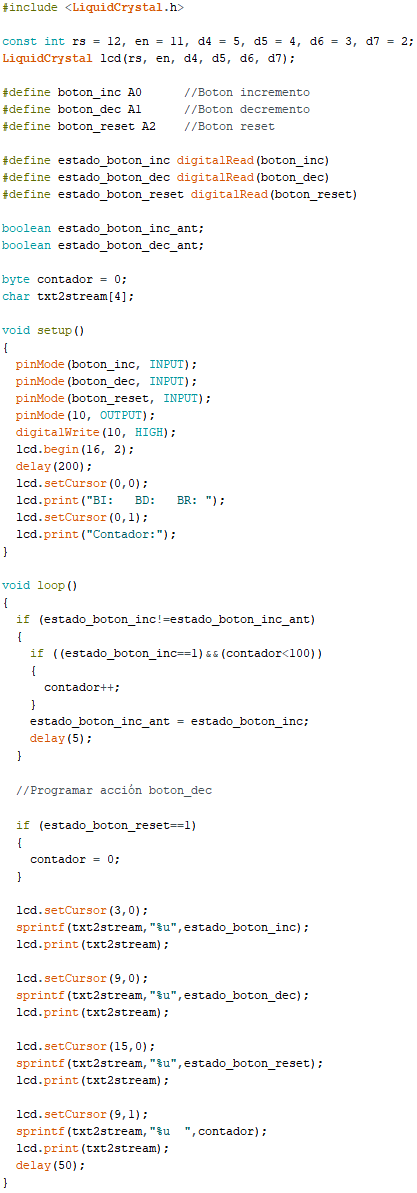 #include <LiquidCrystal.h>
const int rs = 12, en = 11, d4 = 5, d5 = 4, d6 = 3, d7 = 2;
LiquidCrystal lcd(rs, en, d4, d5, d6, d7);
#define boton_inc A0      //Boton incremento
#define boton_dec A1      //Boton decremento
#define boton_reset A2    //Boton reset
#define estado_boton_inc digitalRead(boton_inc)
#define estado_boton_dec digitalRead(boton_dec)
#define estado_boton_reset digitalRead(boton_reset)
boolean estado_boton_inc_ant;
boolean estado_boton_dec_ant;
byte contador = 0;
char txt2stream[4];
void setup()
{
  pinMode(boton_inc, INPUT);
  pinMode(boton_dec, INPUT);
  pinMode(boton_reset, INPUT);
  pinMode(10, OUTPUT);
  digitalWrite(10, HIGH);
  lcd.begin(16, 2);
  delay(200);
  lcd.setCursor(0,0);
  lcd.print("BI:   BD:   BR: ");
  lcd.setCursor(0,1);
  lcd.print("Contador:");
}
void loop()
{
  if (estado_boton_inc!=estado_boton_inc_ant)
  {
    if ((estado_boton_inc==1)&&(contador<100))
    {
      contador++;
    }
    estado_boton_inc_ant = estado_boton_inc;
    delay(5);
  }
  //Programar acción boton_dec
  if (estado_boton_reset==1)
  {
    contador = 0;
  }
  lcd.setCursor(3,0);
  sprintf(txt2stream,"%u",estado_boton_inc);
  lcd.print(txt2stream);
  lcd.setCursor(9,0);
  sprintf(txt2stream,"%u",estado_boton_dec);
  lcd.print(txt2stream);
  lcd.setCursor(15,0);
  sprintf(txt2stream,"%u",estado_boton_reset);
  lcd.print(txt2stream);
  lcd.setCursor(9,1);
  sprintf(txt2stream,"%u  ",contador);
  lcd.print(txt2stream);
  delay(50);
}